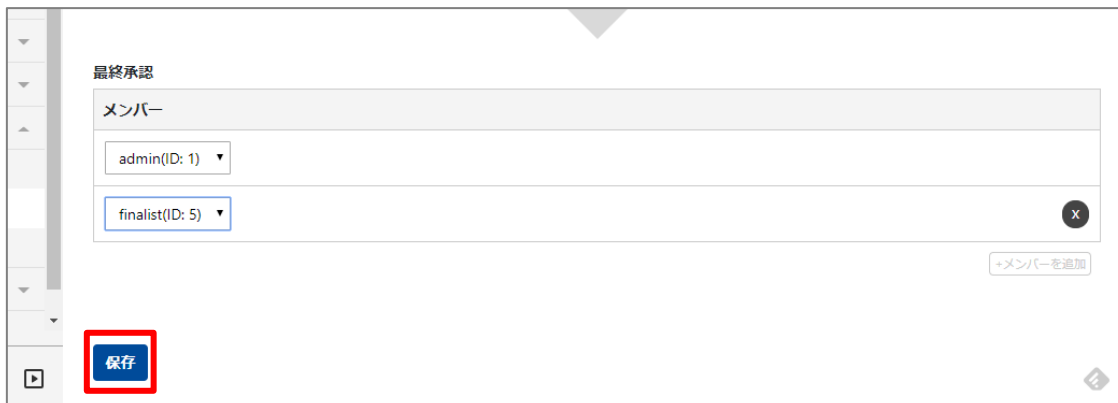 最終承認
メンバー
admin(ID: 1)
finalist(ID: 5)
X
+メンバーを追加
保存